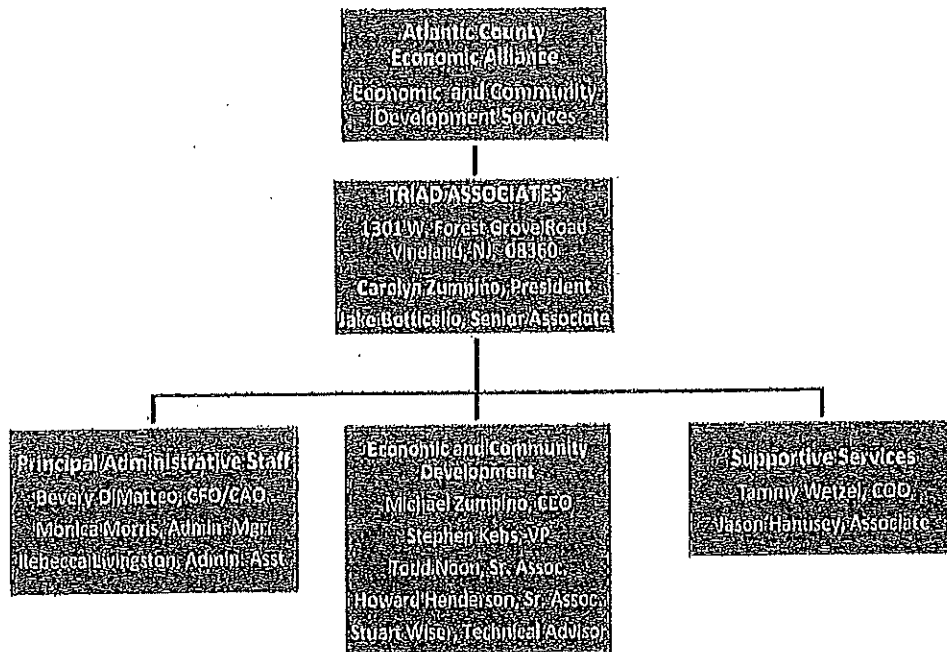 Atlantic County
Economic Alliance
Economic and Community
Development Services
TRIAD ASSOCIATES
1301 W. Forest Grove Road
Vineland, NJ 08360
Carolyn Zumpino, President
Jake Botticello, Senior Associate
Principal Administrative Staff
Bevery DiMatteo, CFO/CAO
Monica Morris, Admin. Mgr.
Rebecca Livingston, Admin. Asst.
Economic and Community
Development
Michael Zumpino, CEO
Stephen Kehs, VP
Todd Noon, Sr. Assoc.
Howard Henderson, Sr. Assoc.
Stuart Wiser, Technical Advisor
Supportive Services
Tammy Wetzel, COO
Jason Hanusey, Associate